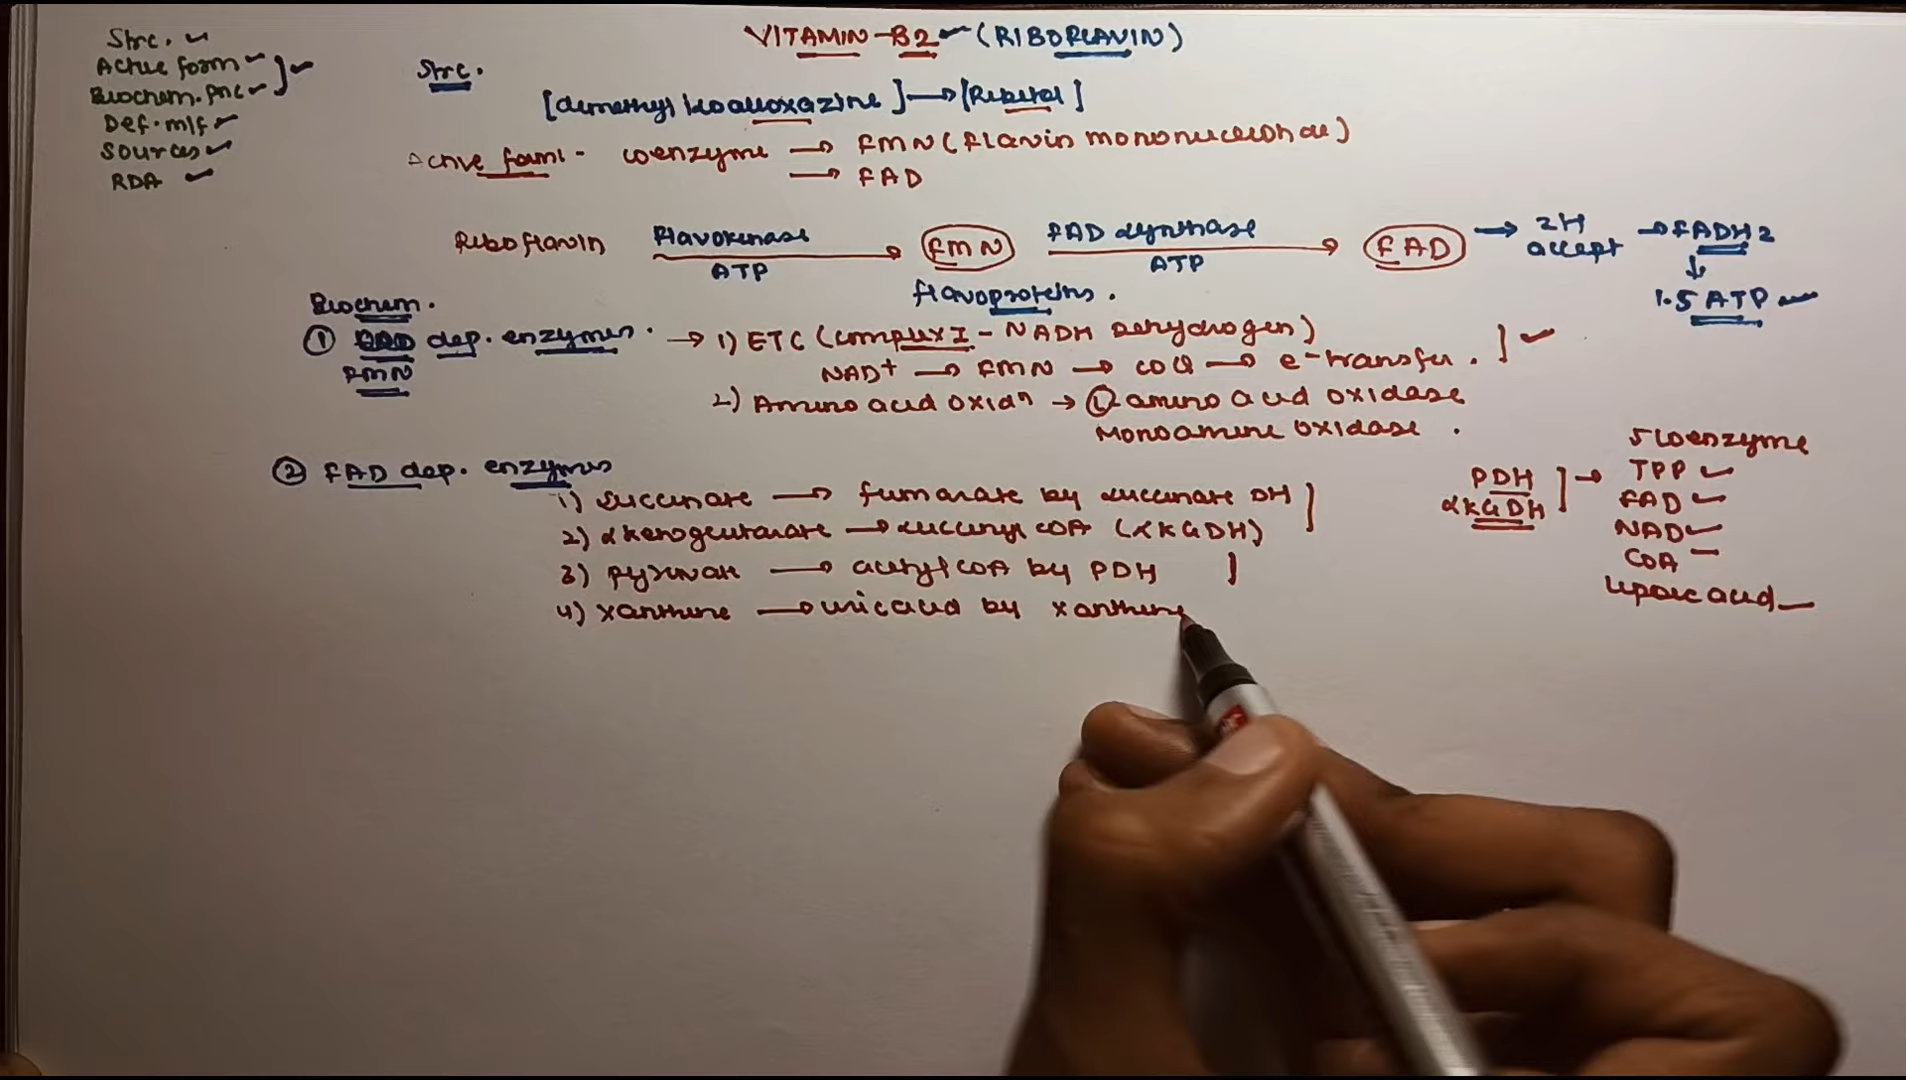 VITAMIN-B2 (RIBOFLAVIN)
Strc.
Active form
Biochem. fnc
Def. mlf
Sources
RDA
Strc.
[dimethyl isoalloxazine] → [Ribitol]
Active form - coenzyme → FMN (Flavin mononucleotide)
→ FAD
Riboflavin Flavokinase ATP → FMN FAD synthase ATP → FAD → 2H accept → FADH2
↓
1.5 ATP
flavoproteins.
Biochem.
① FMN dep. enzymes. → 1) ETC (complex I - NADH dehydrogen)
NAD+ → FMN → COQ → e- transfer.
2) Amino acid oxidn → L-amino acid oxidase
Monoamine oxidase.
② FAD dep. enzymes
1) succinate → fumarate by succinate DH
2) αketoglutarate → succinyl COA (αKGDH)
3) pyruvate → acetyl COA by PDH
4) xanthine → uric acid by xanthine
PDH
αKGDH
→ 5 coenzyme
TPP
FAD
NAD
COA
Lipoic acid